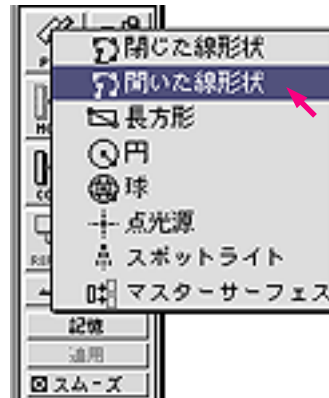 閉じた線形状
開いた線形状
長方形
円
球
点光源
スポットライト
マスターサーフェス
記憶
適用
スムーズ